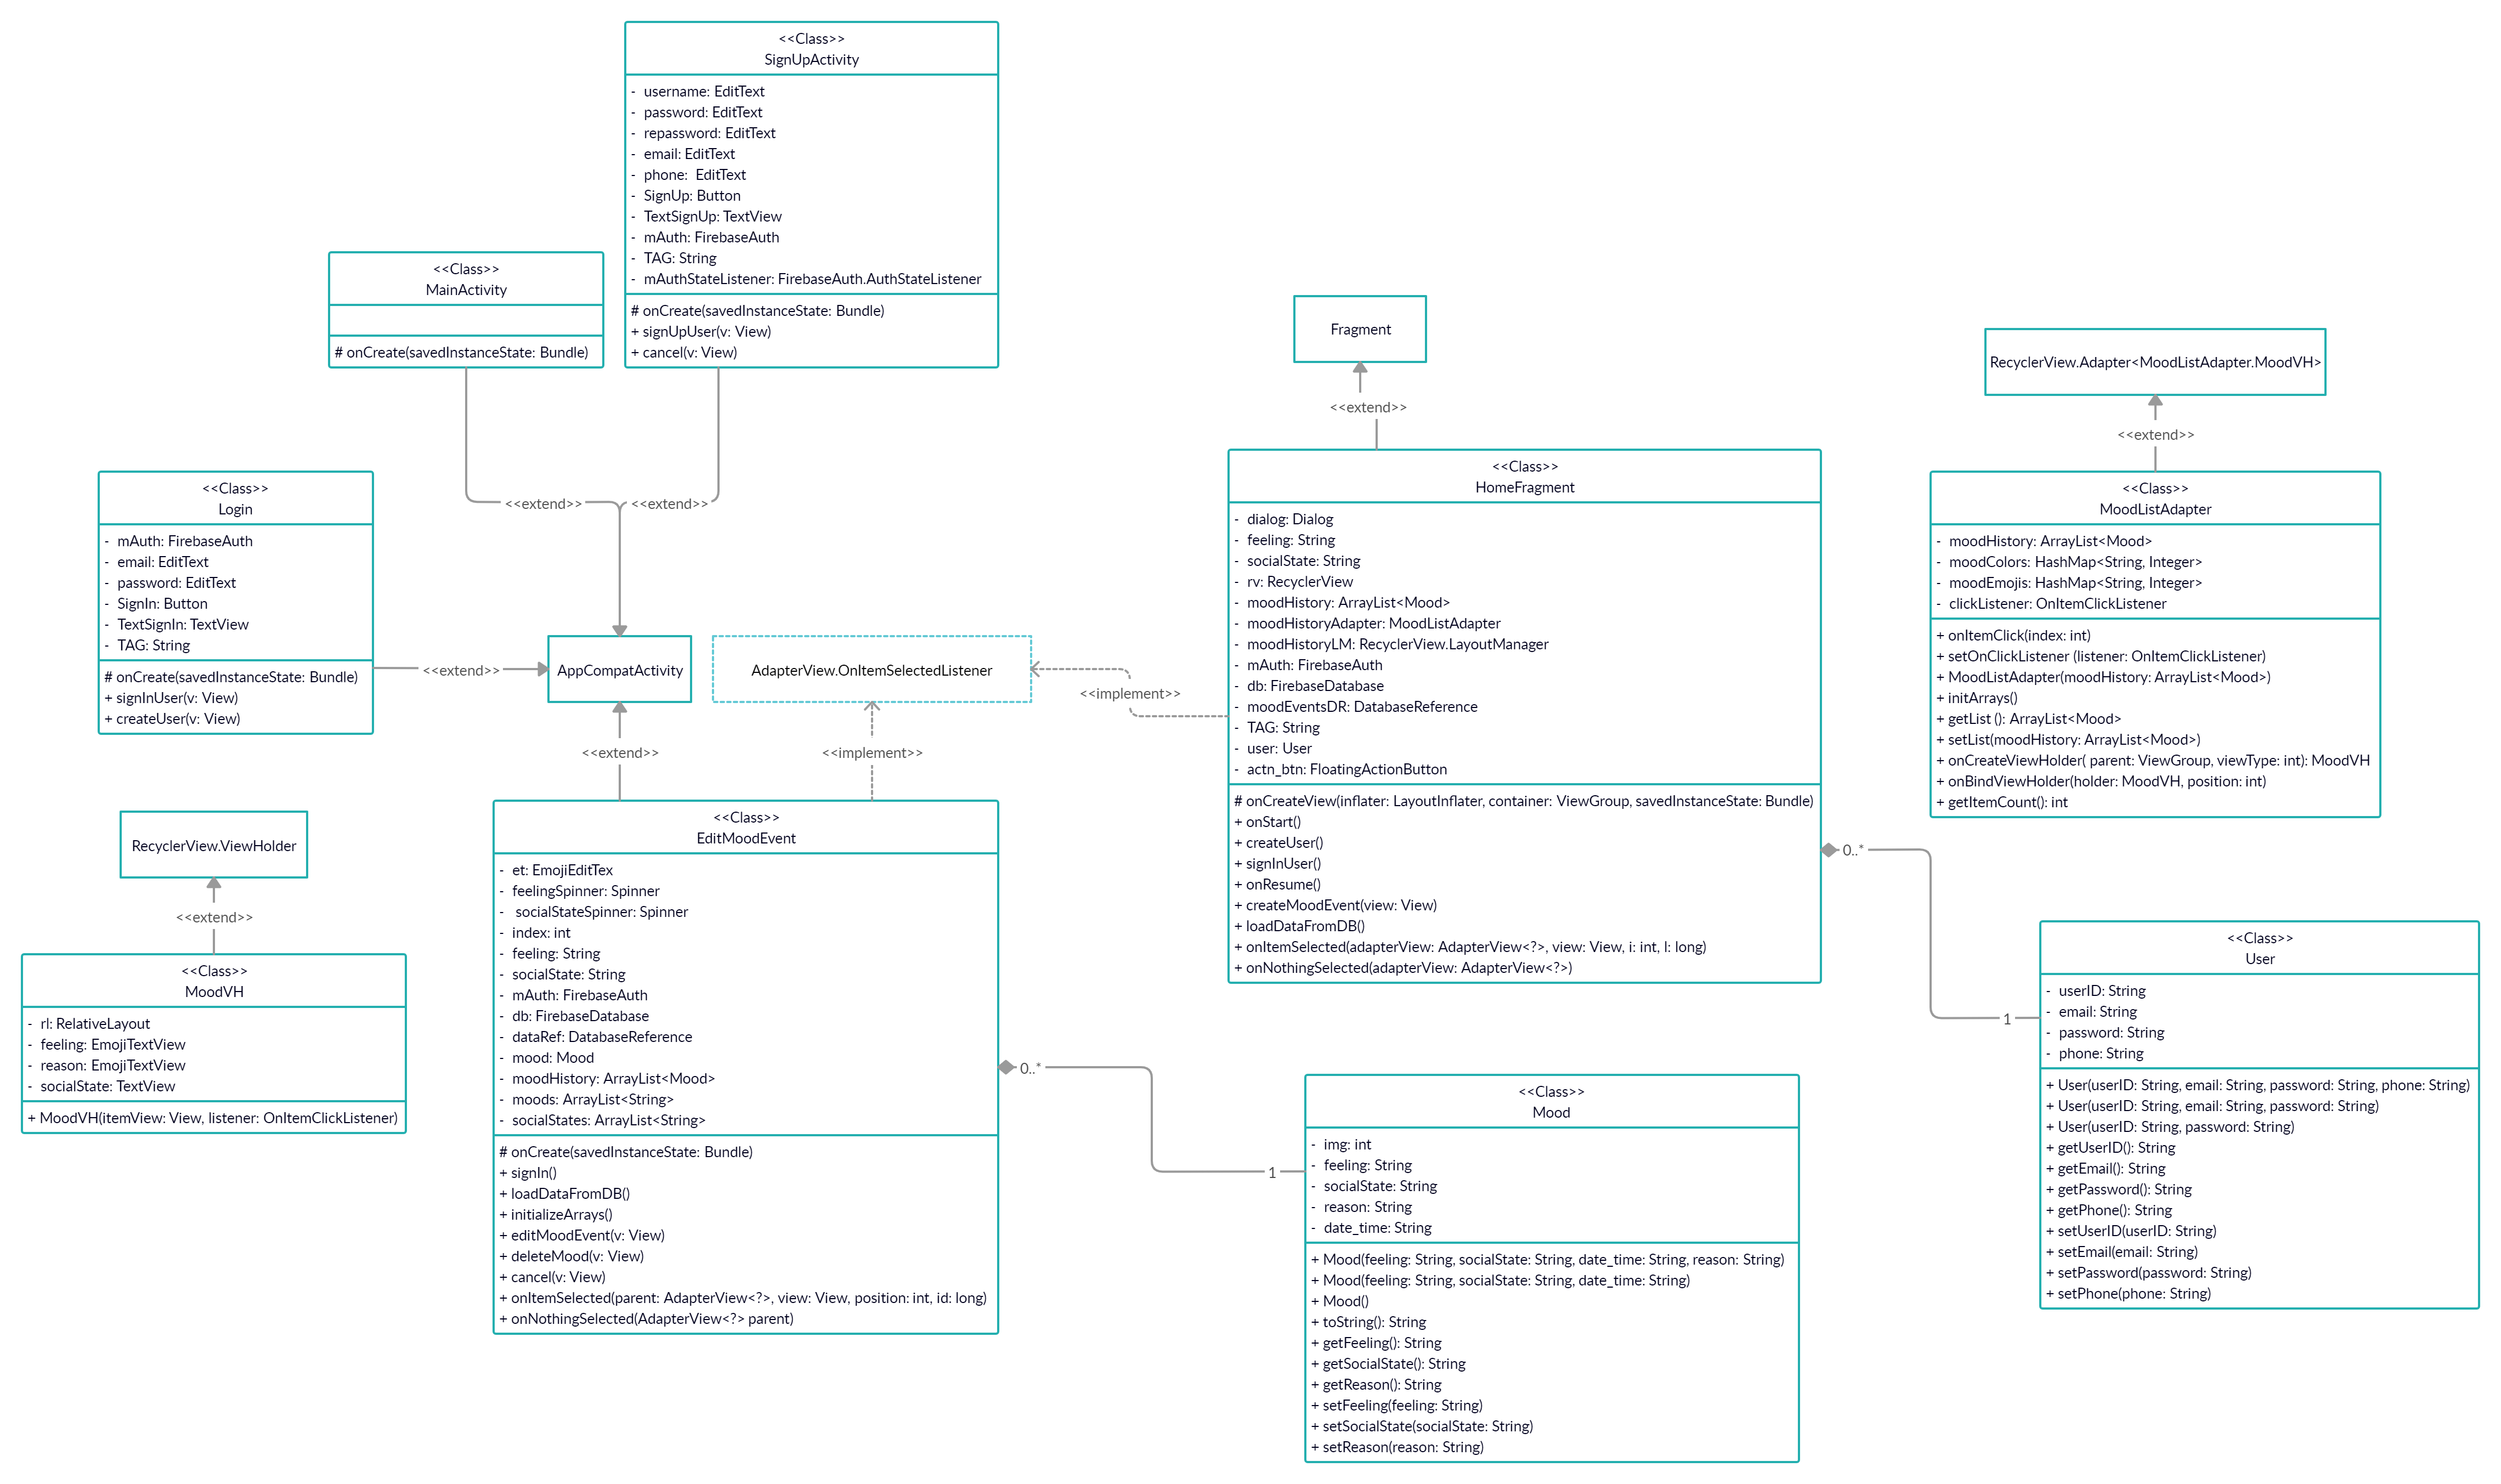 <<Class>>
SignUpActivity
- username: EditText
- password: EditText
- repassword: EditText
- email: EditText
- phone:  EditText
- SignUp: Button
- TextSignUp: TextView
- mAuth: FirebaseAuth
- TAG: String
- mAuthStateListener: FirebaseAuth.AuthStateListener
# onCreate(savedInstanceState: Bundle)
+ signUpUser(v: View)
+ cancel(v: View)
<<Class>>
MainActivity
# onCreate(savedInstanceState: Bundle)
<<extend>>
<<extend>>
<<Class>>
Login
- mAuth: FirebaseAuth
- email: EditText
- password: EditText
- SignIn: Button
- TextSignIn: TextView
- TAG: String
# onCreate(savedInstanceState: Bundle)
+ signInUser(v: View)
+ createUser(v: View)
<<extend>>
AppCompatActivity
AdapterView.OnItemSelectedListener
<<implement>>
<<extend>>
<<implement>>
Fragment
<<extend>>
<<Class>>
HomeFragment
- dialog: Dialog
- feeling: String
- socialState: String
- rv: RecyclerView
- moodHistory: ArrayList<Mood>
- moodHistoryAdapter: MoodListAdapter
- moodHistoryLM: RecyclerView.LayoutManager
- mAuth: FirebaseAuth
- db: FirebaseDatabase
- moodEventsDR: DatabaseReference
- TAG: String
- user: User
- actn_btn: FloatingActionButton
# onCreateView(inflater: LayoutInflater, container: ViewGroup, savedInstanceState: Bundle)
+ onStart()
+ createUser()
+ signInUser()
+ onResume()
+ createMoodEvent(view: View)
+ loadDataFromDB()
+ onItemSelected(adapterView: AdapterView<?>, view: View, i: int, l: long)
+ onNothingSelected(adapterView: AdapterView<?>)
RecyclerView.Adapter<MoodListAdapter.MoodVH>
<<extend>>
<<Class>>
MoodListAdapter
- moodHistory: ArrayList<Mood>
- moodColors: HashMap<String, Integer>
- moodEmojis: HashMap<String, Integer>
- clickListener: OnItemClickListener
+ onItemClick(index: int)
+ setOnClickListener (listener: OnItemClickListener)
+ MoodListAdapter(moodHistory: ArrayList<Mood>)
+ initArrays()
+ getList (): ArrayList<Mood>
+ setList(moodHistory: ArrayList<Mood>)
+ onCreateViewHolder( parent: ViewGroup, viewType: int): MoodVH
+ onBindViewHolder(holder: MoodVH, position: int)
+ getItemCount(): int
RecyclerView.ViewHolder
<<extend>>
<<Class>>
MoodVH
- rl: RelativeLayout
- feeling: EmojiTextView
- reason: EmojiTextView
- socialState: TextView
+ MoodVH(itemView: View, listener: OnItemClickListener)
<<Class>>
EditMoodEvent
- et: EmojiEditTex
- feelingSpinner: Spinner
- socialStateSpinner: Spinner
- index: int
- feeling: String
- socialState: String
- mAuth: FirebaseAuth
- db: FirebaseDatabase
- dataRef: DatabaseReference
- mood: Mood
- moodHistory: ArrayList<Mood>
- moods: ArrayList<String>
- socialStates: ArrayList<String>
# onCreate(savedInstanceState: Bundle)
+ signIn()
+ loadDataFromDB()
+ initializeArrays()
+ editMoodEvent(v: View)
+ deleteMood(v: View)
+ cancel(v: View)
+ onItemSelected(parent: AdapterView<?>, view: View, position: int, id: long)
+ onNothingSelected(AdapterView<?> parent)
0..*
1
<<Class>>
Mood
- img: int
- feeling: String
- socialState: String
- reason: String
- date_time: String
+ Mood(feeling: String, socialState: String, date_time: String, reason: String)
+ Mood(feeling: String, socialState: String, date_time: String)
+ Mood()
+ toString(): String
+ getFeeling(): String
+ getSocialState(): String
+ getReason(): String
+ setFeeling(feeling: String)
+ setSocialState(socialState: String)
+ setReason(reason: String)
0..*
1
<<Class>>
User
- userID: String
- email: String
- password: String
- phone: String
+ User(userID: String, email: String, password: String, phone: String)
+ User(userID: String, email: String, password: String)
+ User(userID: String, password: String)
+ getUserID(): String
+ getEmail(): String
+ getPassword(): String
+ getPhone(): String
+ setUserID(userID: String)
+ setEmail(email: String)
+ setPassword(password: String)
+ setPhone(phone: String)